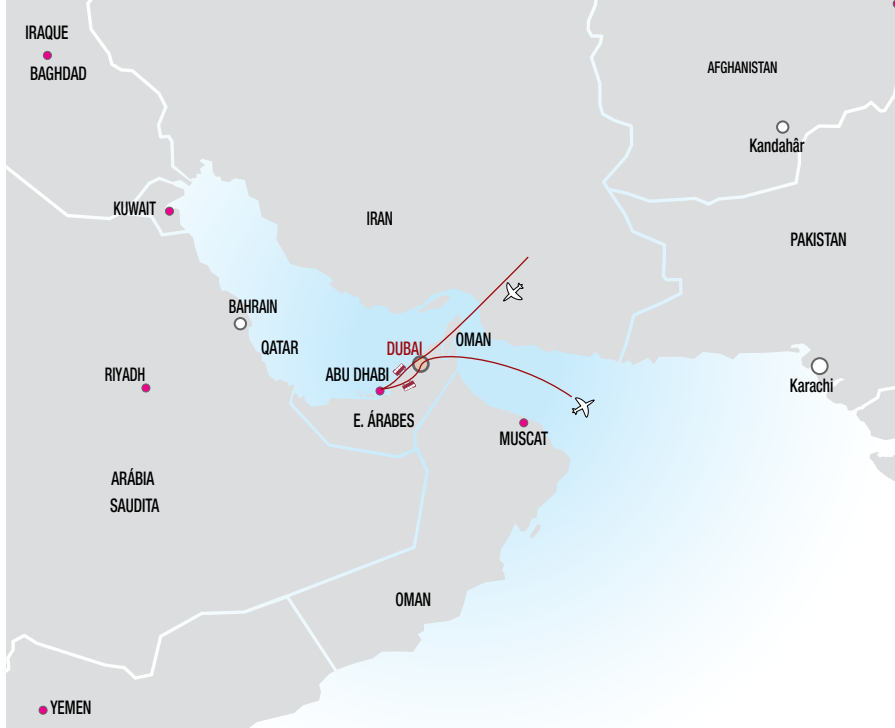 IRAQUE
BAGHDAD
AFGHANISTAN
Kandahâr
KUWAIT
IRAN
PAKISTAN
BAHRAIN
QATAR
DUBAI
OMAN
RIYADH
ABU DHABI
Karachi
E. ÁRABES
MUSCAT
ARÁBIA
SAUDITA
OMAN
YEMEN